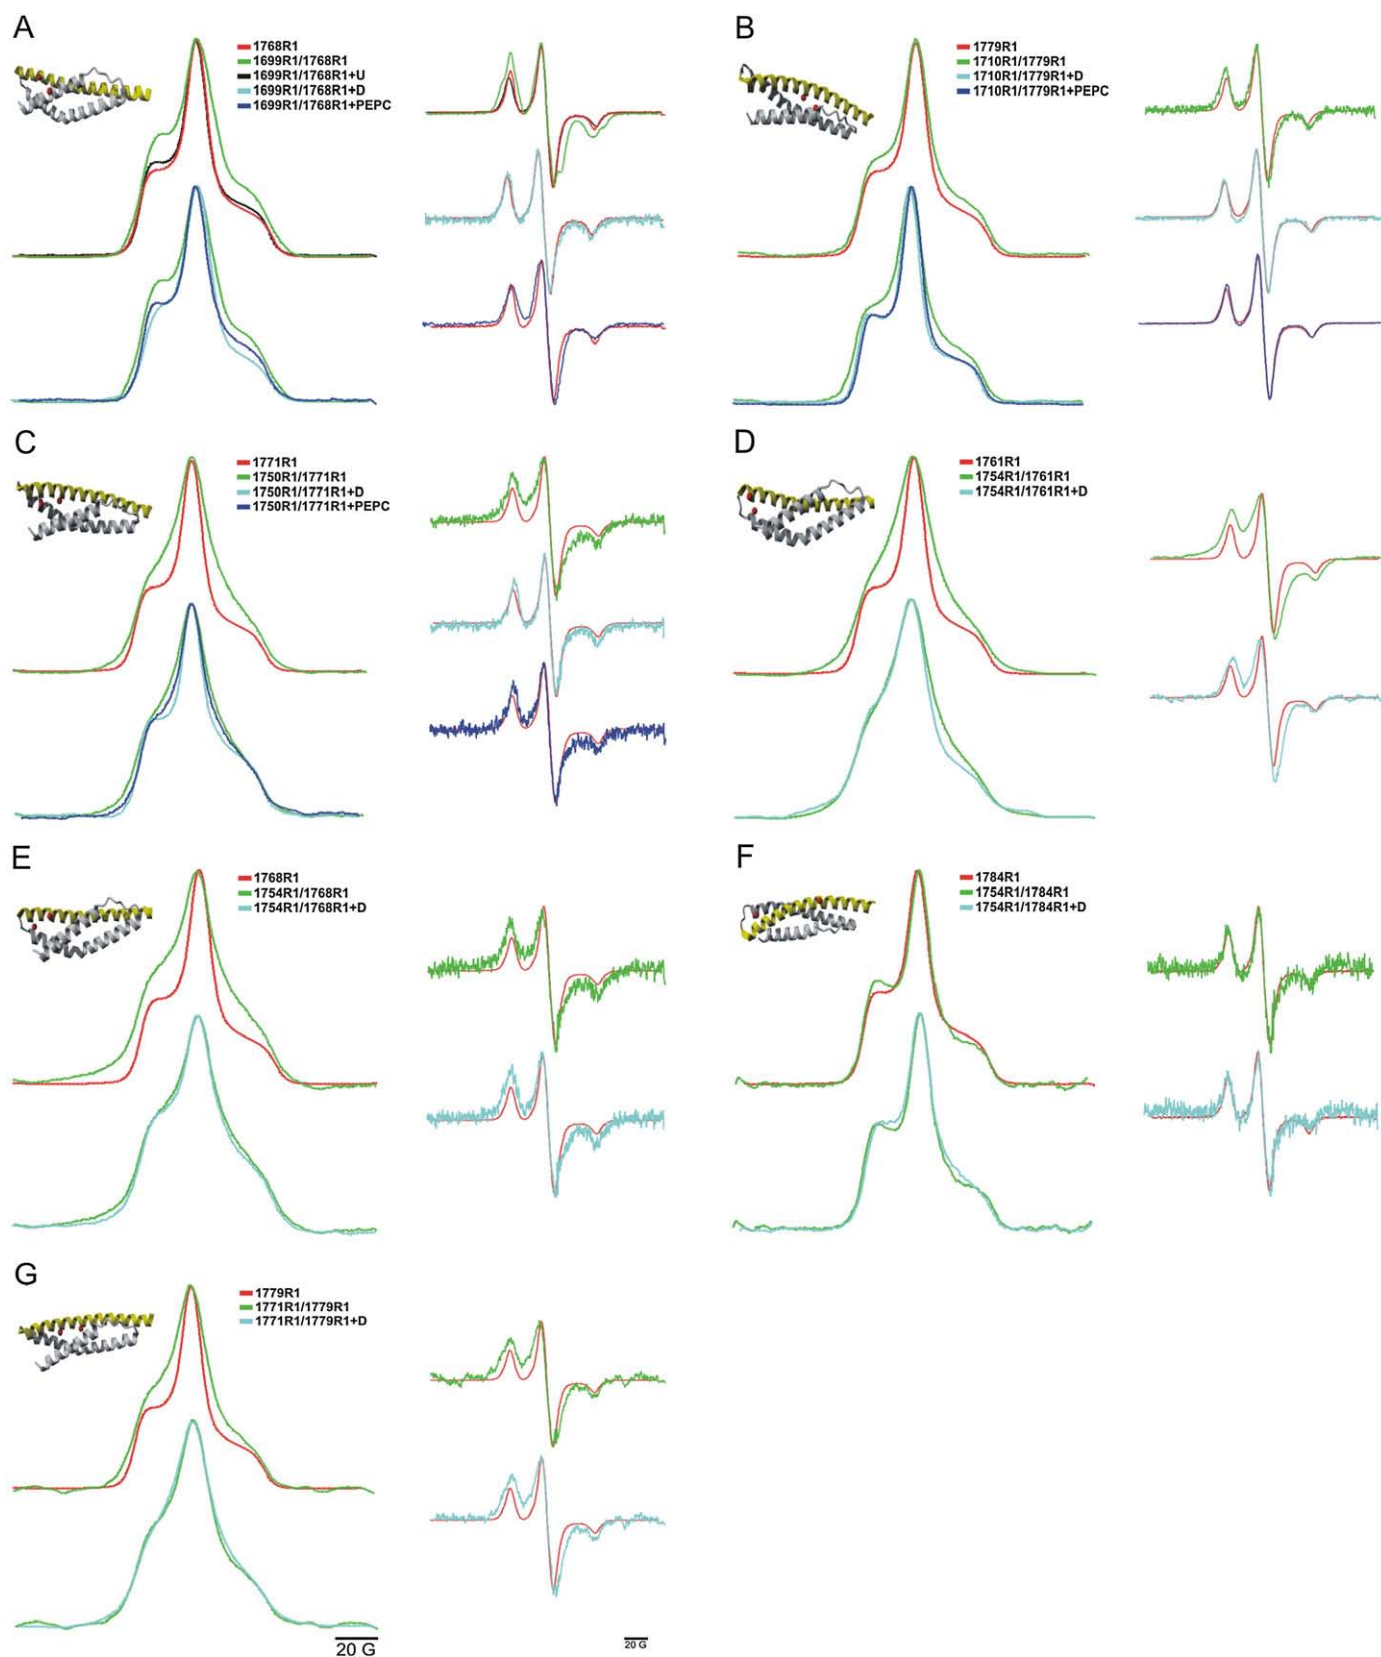 A
1768R1
1699R1/1768R1
1699R1/1768R1+U
1699R1/1768R1+D
1699R1/1768R1+PEPC
B
1779R1
1710R1/1779R1
1710R1/1779R1+D
1710R1/1779R1+PEPC
C
1771R1
1750R1/1771R1
1750R1/1771R1+D
1750R1/1771R1+PEPC
D
1761R1
1754R1/1761R1
1754R1/1761R1+D
E
1768R1
1754R1/1768R1
1754R1/1768R1+D
F
1784R1
1754R1/1784R1
1754R1/1784R1+D
G
1779R1
1771R1/1779R1
1771R1/1779R1+D
20 G
20 G